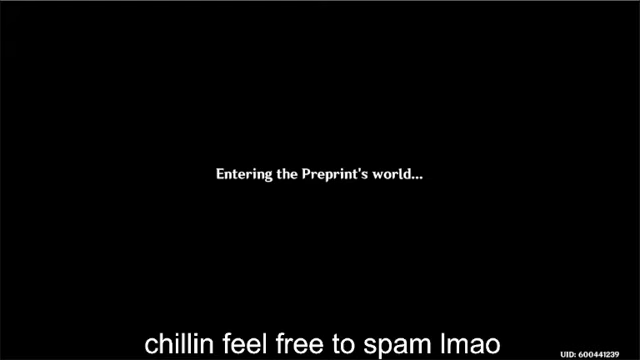 Entering the Preprint's world...
chillin feel free to spam lmao
UID: 600441239